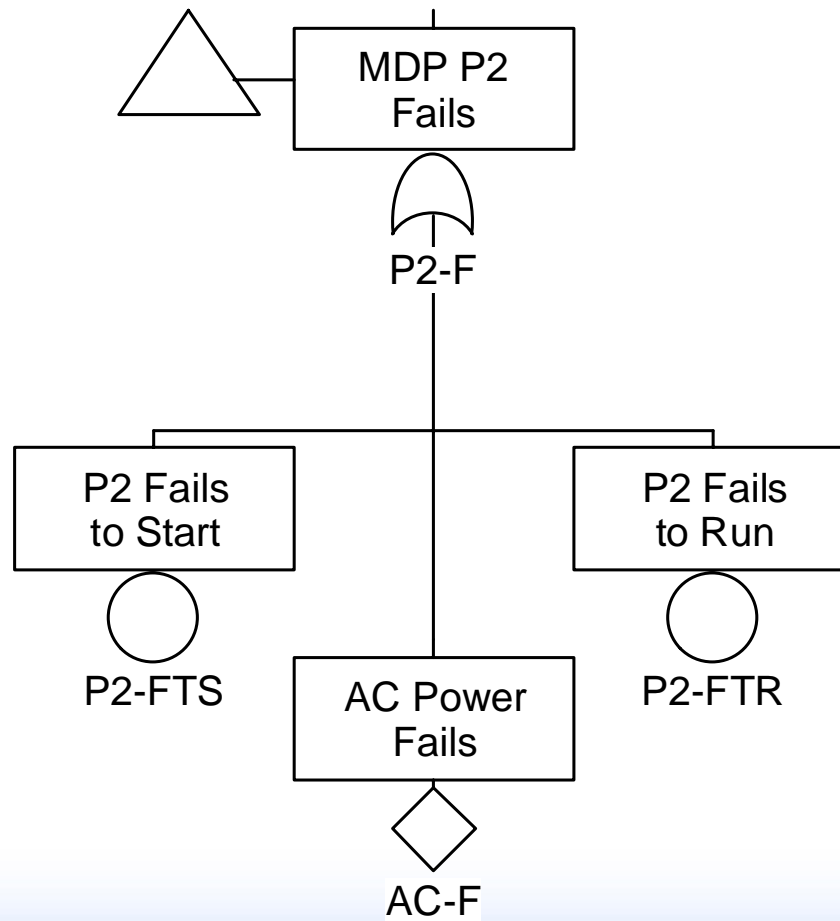 MDP P2
Fails
P2-F
P2 Fails
to Start
P2-FTS
AC Power
Fails
AC-F
P2 Fails
to Run
P2-FTR